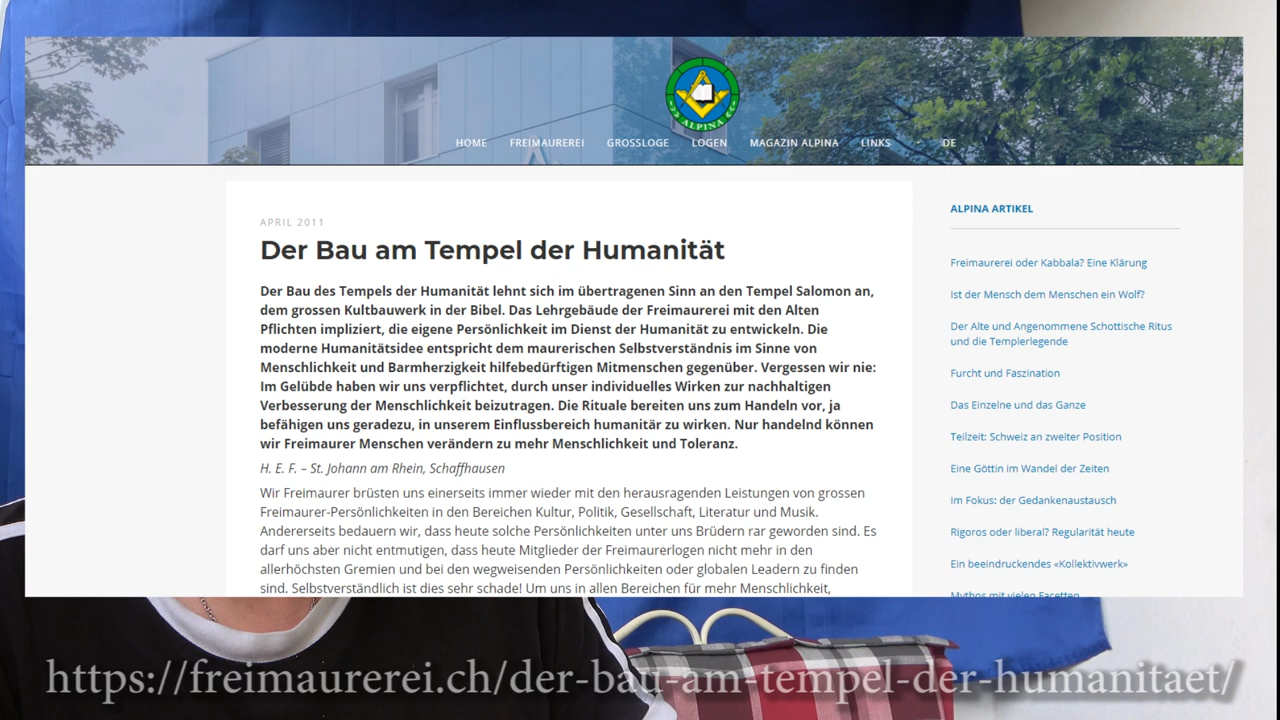 ALPINA
HOME FREIMAUREREI GROSSLOGE LOGEN MAGAZIN ALPINA LINKS DE
APRIL 2011
Der Bau am Tempel der Humanität
Der Bau des Tempels der Humanität lehnt sich im übertragenen Sinn an den Tempel Salomon an,
dem grossen Kultbauwerk in der Bibel. Das Lehrgebäude der Freimaurerei mit den Alten
Pflichten impliziert, die eigene Persönlichkeit im Dienst der Humanität zu entwickeln. Die
moderne Humanitätsidee entspricht dem maurerischen Selbstverständnis im Sinne von
Menschlichkeit und Barmherzigkeit hilfebedürftigen Mitmenschen gegenüber. Vergessen wir nie:
Im Gelübde haben wir uns verpflichtet, durch unser individuelles Wirken zur nachhaltigen
Verbesserung der Menschlichkeit beizutragen. Die Rituale bereiten uns zum Handeln vor, ja
befähigen uns geradezu, in unserem Einflussbereich humanitär zu wirken. Nur handelnd können
wir Freimaurer Menschen verändern zu mehr Menschlichkeit und Toleranz.
H. E. F. – St. Johann am Rhein, Schaffhausen
Wir Freimaurer brüsten uns einerseits immer wieder mit den herausragenden Leistungen von grossen
Freimaurer-Persönlichkeiten in den Bereichen Kultur, Politik, Gesellschaft, Literatur und Musik.
Andererseits bedauern wir, dass heute solche Persönlichkeiten unter uns Brüdern rar geworden sind. Es
darf uns aber nicht entmutigen, dass heute Mitglieder der Freimaurerlogen nicht mehr in den
allerhöchsten Gremien und bei den wegweisenden Persönlichkeiten oder globalen Leadern zu finden
sind. Selbstverständlich ist dies sehr schade! Um uns in allen Bereichen für mehr Menschlichkeit,
ALPINA ARTIKEL
Freimaurerei oder Kabbala? Eine Klärung
Ist der Mensch dem Menschen ein Wolf?
Der Alte und Angenommene Schottische Ritus
und die Templerlegende
Furcht und Faszination
Das Einzelne und das Ganze
Teilzeit: Schweiz an zweiter Position
Eine Göttin im Wandel der Zeiten
Im Fokus: der Gedankenaustausch
Rigoros oder liberal? Regularität heute
Ein beeindruckendes «Kollektivwerk»
Mythos mit vielen Facetten
https://freimaurerei.ch/der-bau-am-tempel-der-humanitaet/